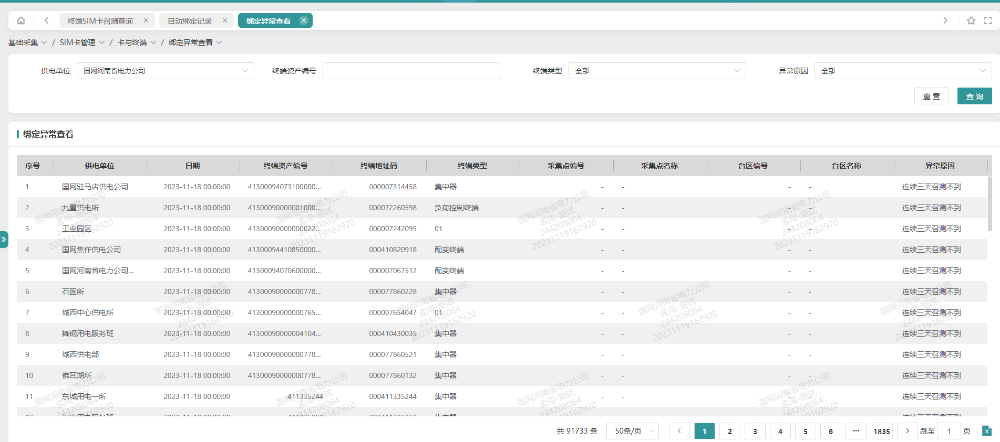 终端SIM卡召测查询
自动绑定记录
绑定异常查看
基础采集 / SIM卡管理 / 卡与终端 / 绑定异常查看
供电单位 国网河南省电力公司 终端资产编号 终端类型 全部 异常原因 全部
重 置 查 询
绑定异常查看
序号 供电单位 日期 终端资产编号 终端地址码 终端类型 采集点编号 采集点名称 台区编号 台区名称 异常原因
1 国网驻马店供电公司 2023-11-18 00:00:00 41300094073100000... 000007314458 集中器 - - - - 连续三天召测不到
2 九重供电所 2023-11-18 00:00:00 41300090000001000... 000072260598 负荷控制终端 - - - - 连续三天召测不到
3 工业园区 2023-11-18 00:00:00 41300090000000022... 000007242095 01 - - - - 连续三天召测不到
4 国网焦作供电公司 2023-11-18 00:00:00 41300094410850000... 000410820918 配变终端 - - - - 连续三天召测不到
5 国网河南省电力公司... 2023-11-18 00:00:00 41300094070600000... 000007067512 配变终端 - - - - 连续三天召测不到
6 石固所 2023-11-18 00:00:00 41300090000000778... 000077860228 集中器 - - - - 连续三天召测不到
7 城西中心供电所 2023-11-18 00:00:00 41300090000000765... 000007654047 01 - - - - 连续三天召测不到
8 舞钢用电服务班 2023-11-18 00:00:00 41300090000004104... 000410430035 集中器 - - - - 连续三天召测不到
9 城西供电部 2023-11-18 00:00:00 41300090000000778... 000077860521 集中器 - - - - 连续三天召测不到
10 佛耳湖所 2023-11-18 00:00:00 41300090000000778... 000077860132 集中器 - - - - 连续三天召测不到
11 东城用电一所 2023-11-18 00:00:00 411335244 000411335244 集中器 - - - - 连续三天召测不到
共 91733 条 50条/页 1 2 3 4 5 6 ··· 1835 跳至 1 页
国网河南省电力公司
孟闯-测试
244208064
20231119162920